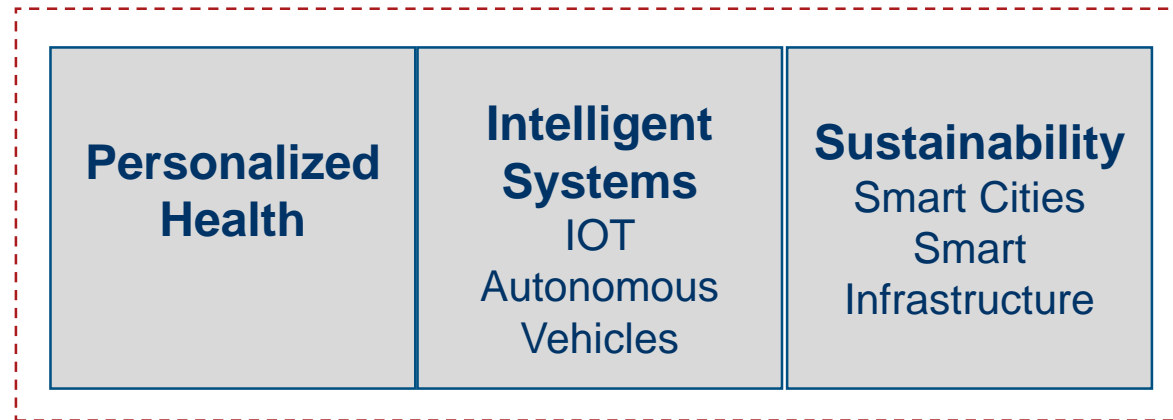 Personalized
Health
Intelligent
Systems
IOT
Autonomous
Vehicles
Sustainability
Smart Cities
Smart
Infrastructure